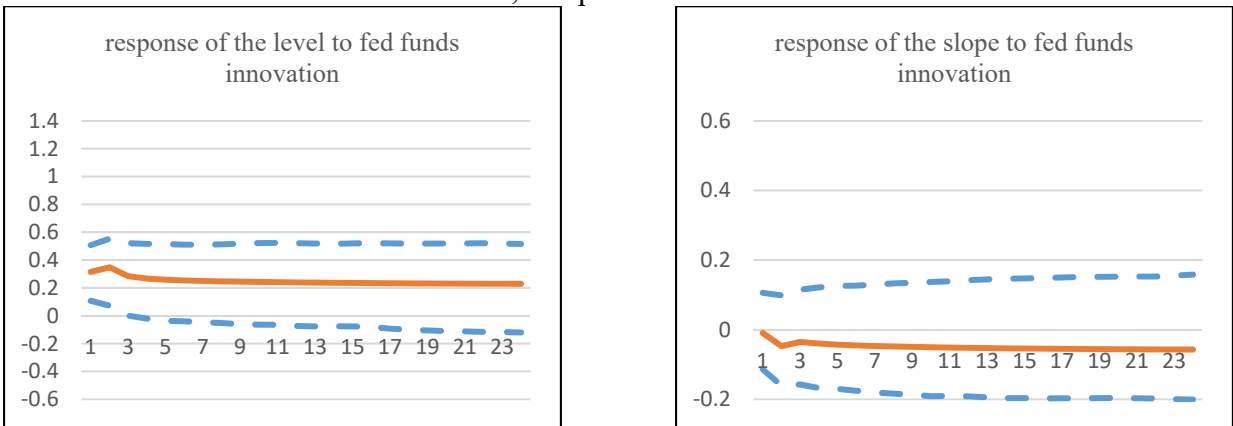 response of the level to fed funds
innovation
1.4
1.2
1
0.8
0.6
0.4
0.2
0
-0.2
-0.4
-0.6
1 3 5 7 9 11 13 15 17 19 21 23
response of the slope to fed funds
innovation
0.6
0.4
0.2
0
-0.2
1 3 5 7 9 11 13 15 17 19 21 23